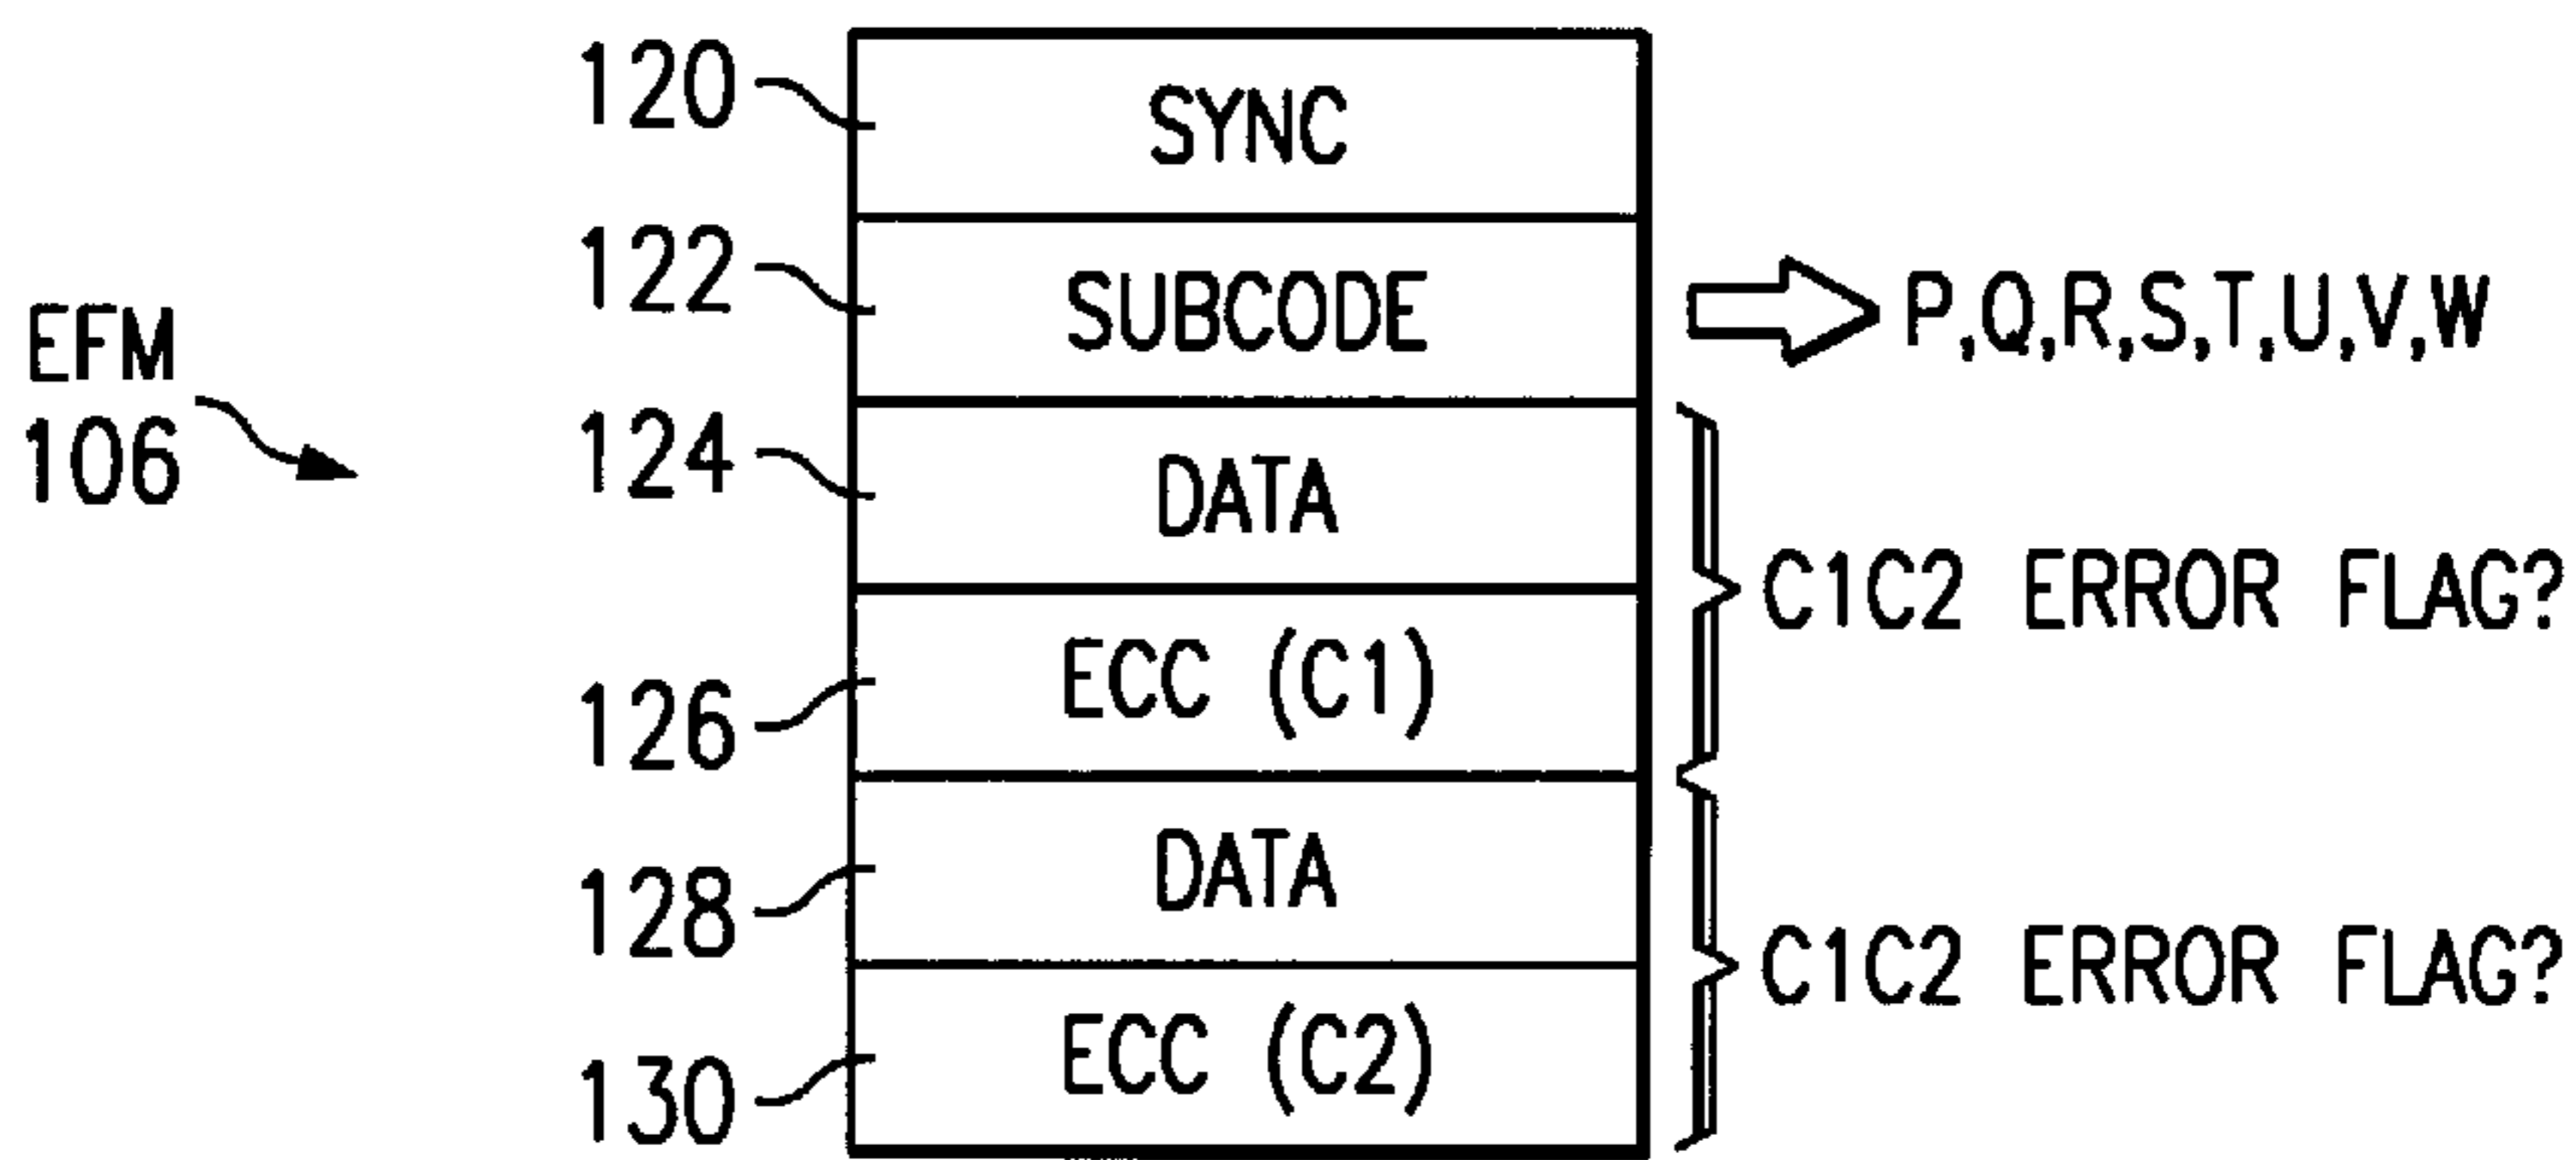 120 SYNC
122 SUBCODE P,Q,R,S,T,U,V,W
EFM
106
124 DATA
C1C2 ERROR FLAG?
126 ECC (C1)
128 DATA
C1C2 ERROR FLAG?
130 ECC (C2)